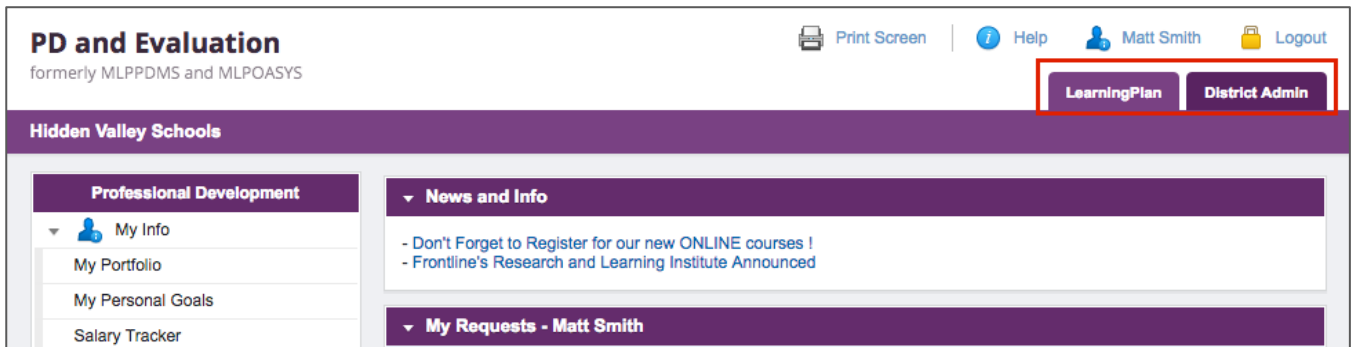 PD and Evaluation
formerly MLPPDMS and MLPOASYS
Print Screen
Help
Matt Smith
Logout
LearningPlan
District Admin
Hidden Valley Schools
Professional Development
My Info
My Portfolio
My Personal Goals
Salary Tracker
News and Info
- Don't Forget to Register for our new ONLINE courses !
- Frontline's Research and Learning Institute Announced
My Requests - Matt Smith